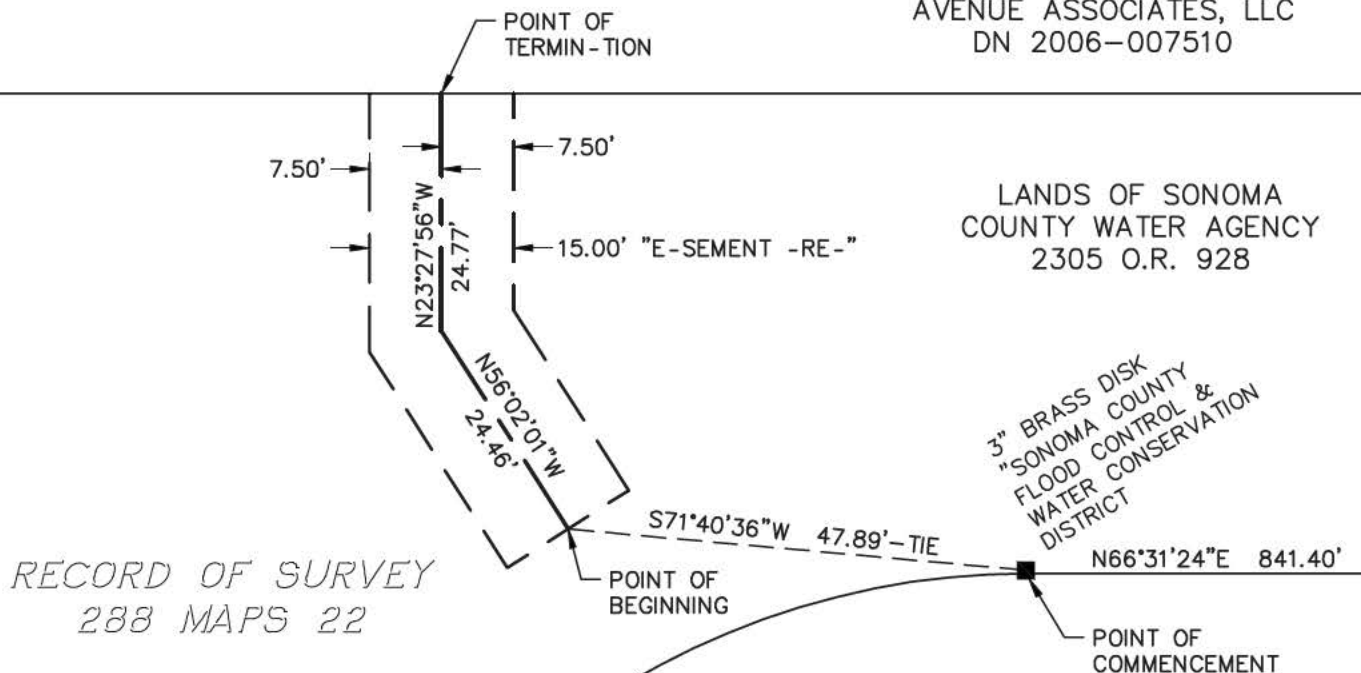 AVENUE ASSOCIATES, LLC
DN 2006-007510
POINT OF
TERMIN-TION
7.50'
7.50'
N23°27'56"W
24.77'
15.00' "E-SEMENT -RE-"
LANDS OF SONOMA
COUNTY WATER AGENCY
2305 O.R. 928
N56°02'01"W
24.46'
3" BRASS DISK
"SONOMA COUNTY
FLOOD CONTROL &
WATER CONSERVATION
DISTRICT
S71°40'36"W 47.89'-TIE
N66°31'24"E 841.40'
POINT OF
BEGINNING
POINT OF
COMMENCEMENT
RECORD OF SURVEY
288 MAPS 22